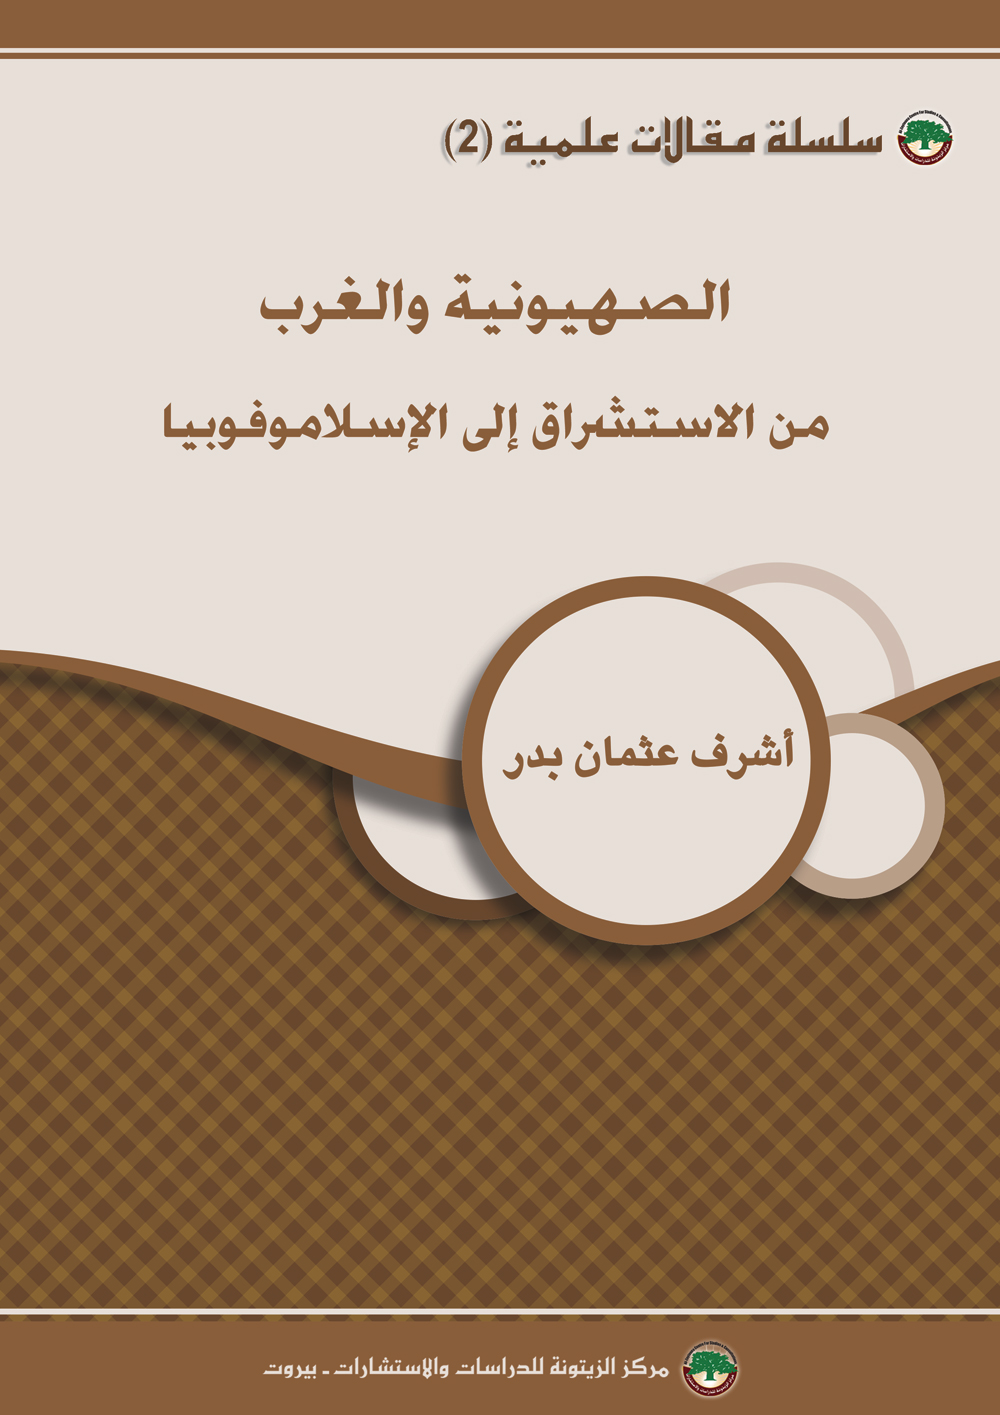 سلسلة مقالات علمية (2)
الصهيونية والغرب
من الاستشراق إلى الإسلاموفوبيا
أشرف عثمان بدر
مركز الزيتونة للدراسات والاستشارات - بيروت